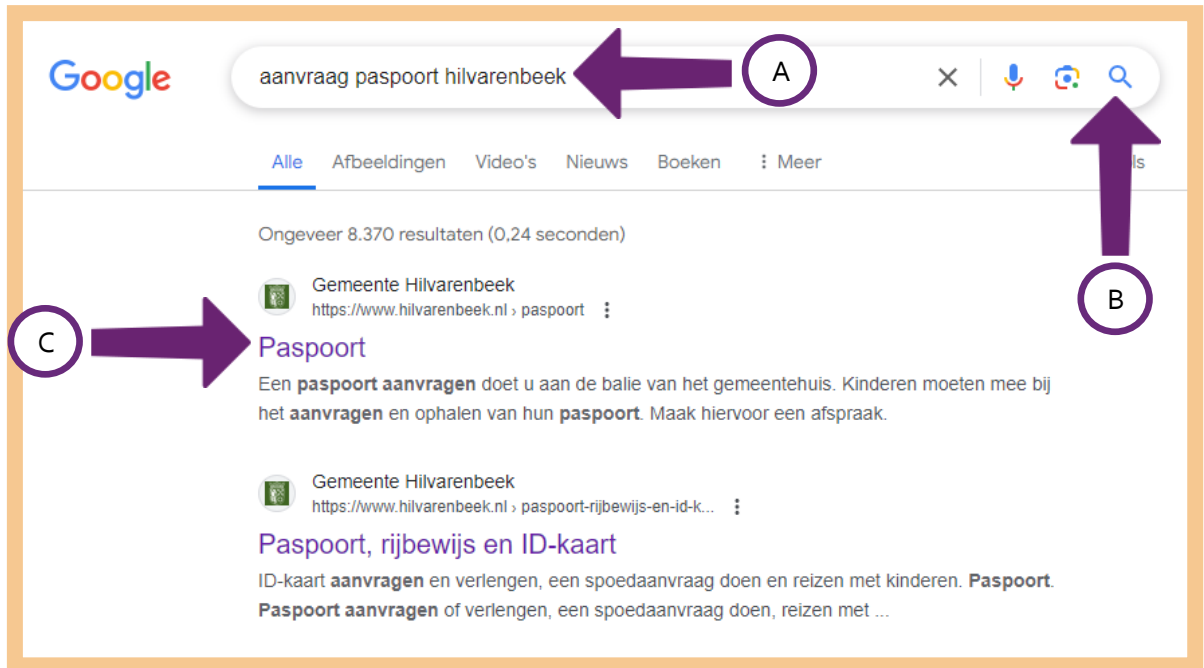 Google
aanvraag paspoort hilvarenbeek
A
Alle Afbeeldingen Video's Nieuws Boeken Meer
B
Ongeveer 8.370 resultaten (0,24 seconden)
Gemeente Hilvarenbeek
https://www.hilvarenbeek.nl › paspoort
C
Paspoort
Een paspoort aanvragen doet u aan de balie van het gemeentehuis. Kinderen moeten mee bij
het aanvragen en ophalen van hun paspoort. Maak hiervoor een afspraak.
Gemeente Hilvarenbeek
https://www.hilvarenbeek.nl › paspoort-rijbewijs-en-id-k...
Paspoort, rijbewijs en ID-kaart
ID-kaart aanvragen en verlengen, een spoedaanvraag doen en reizen met kinderen. Paspoort.
Paspoort aanvragen of verlengen, een spoedaanvraag doen, reizen met ...